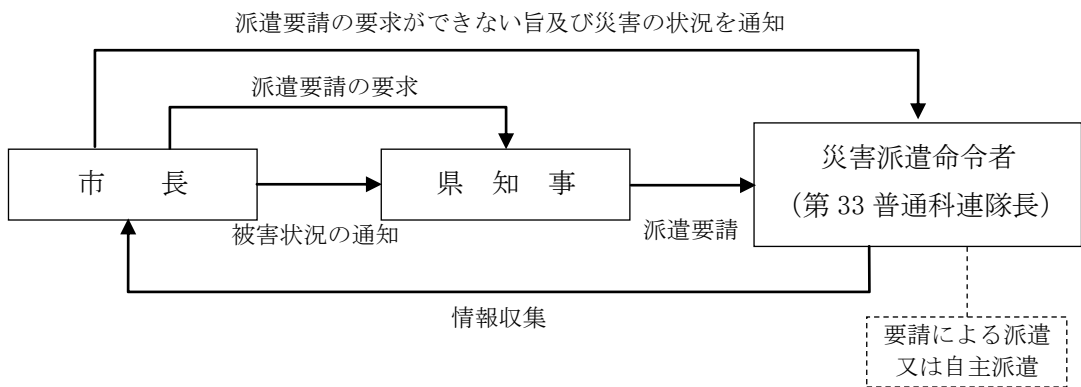 派遣要請の要求ができない旨及び災害の状況を通知
派遣要請の要求
市　長
県　知　事
災害派遣命令者
（第 33 普通科連隊長）
被害状況の通知
派遣要請
情報収集
要請による派遣
又は自主派遣